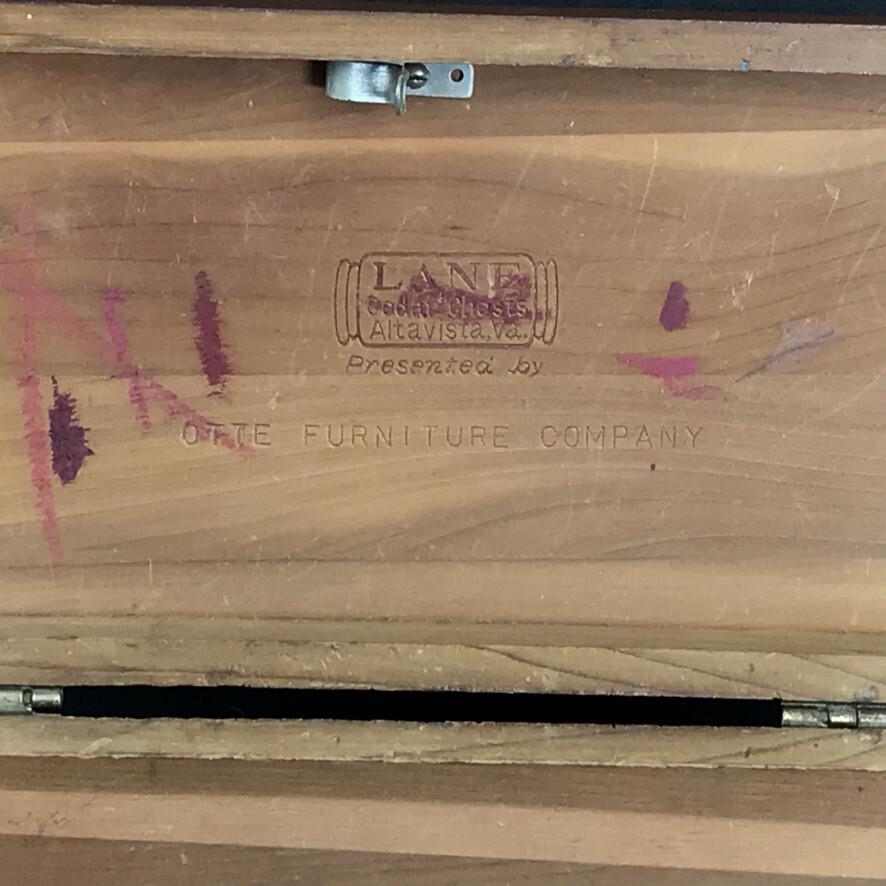 LANE
Cedar Chests
Altavista, Va.
Presented by
OTTE FURNITURE COMPANY